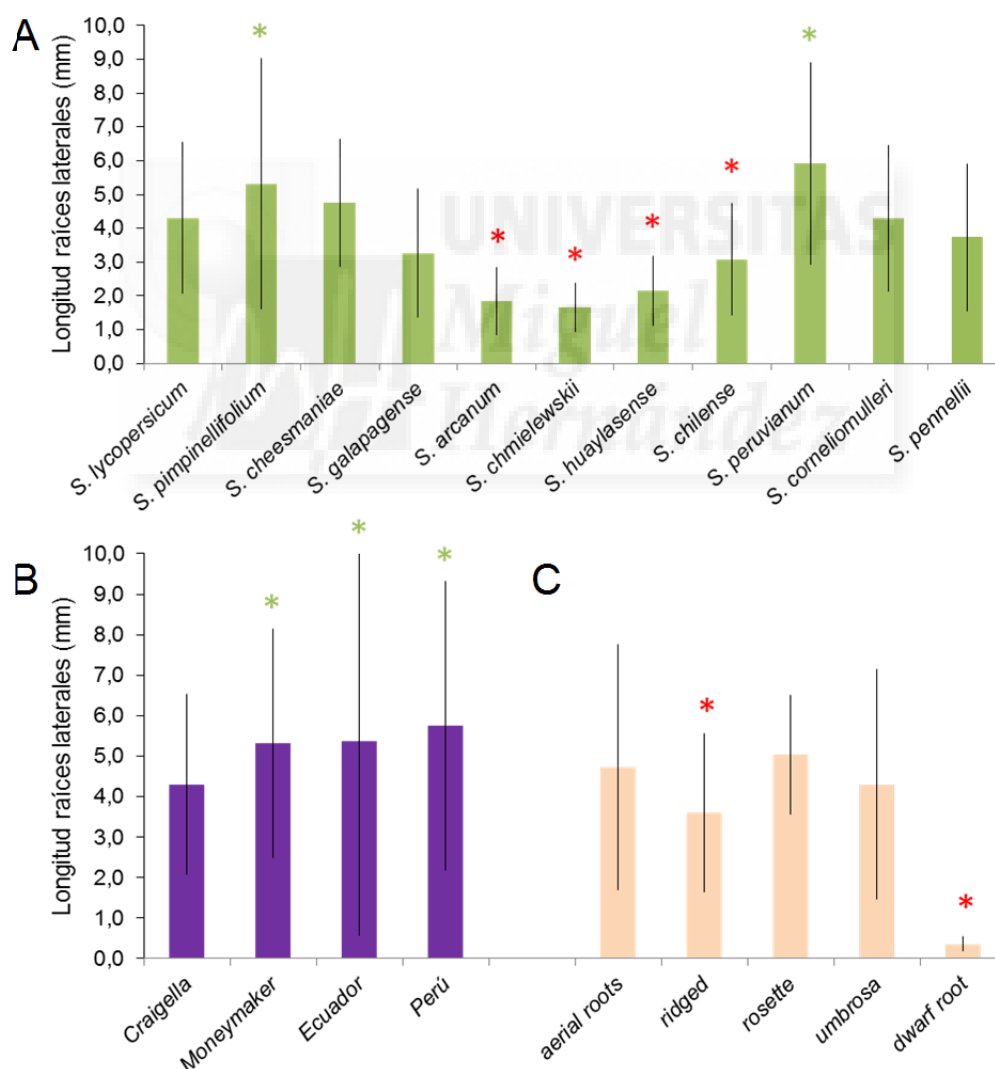 A
Longitud raíces laterales (mm)
10,0
9,0
8,0
7,0
6,0
5,0
4,0
3,0
2,0
1,0
0,0
* * * * * *
S. lycopersicum
S. pimpinellifolium
S. cheesmaniae
S. galapagense
S. arcanum
S. chmielewskii
S. huaylasense
S. chilense
S. peruvianum
S. corneliomulleri
S. pennellii
UNIVERSITAS
Miguel
Hernández
B
Longitud raíces laterales (mm)
10,0
9,0
8,0
7,0
6,0
5,0
4,0
3,0
2,0
1,0
0,0
* * *
Craigella
Moneymaker
Ecuador
Perú
C
* *
aerial roots
ridged
rosette
umbrosa
dwarf root